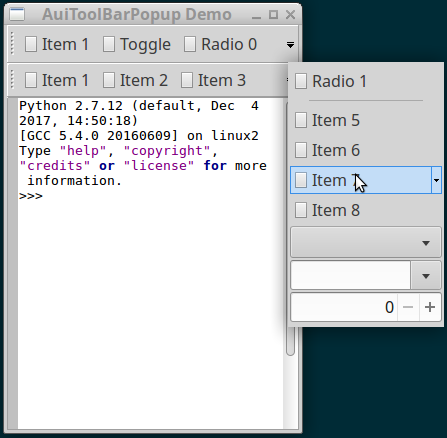 AuiToolBarPopup Demo
Item 1 Toggle Radio 0
Item 1 Item 2 Item 3
Python 2.7.12 (default, Dec  4
2017, 14:50:18)
[GCC 5.4.0 20160609] on linux2
Type "help", "copyright",
"credits" or "license" for more
 information.
>>>
Radio 1
Item 5
Item 6
Item
Item 8
0